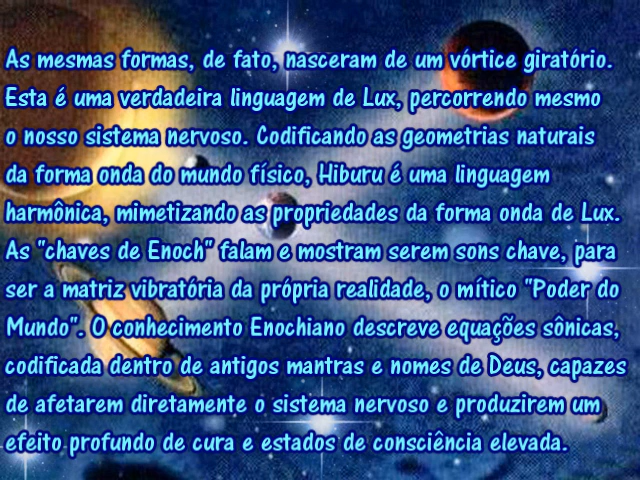 As mesmas formas, de fato, nasceram de um vórtice giratório.
Esta é uma verdadeira linguagem de Lux, percorrendo mesmo
o nosso sistema nervoso. Codificando as geometrias naturais
da forma onda do mundo físico, Hiburu é uma linguagem
harmônica, mimetizando as propriedades da forma onda de Lux.
As "chaves de Enoch" falam e mostram serem sons chave, para
ser a matriz vibratória da própria realidade, o mítico "Poder do
Mundo". O conhecimento Enochiano descreve equações sônicas,
codificada dentro de antigos mantras e nomes de Deus, capazes
de afetarem diretamente o sistema nervoso e produzirem um
efeito profundo de cura e estados de consciência elevada.